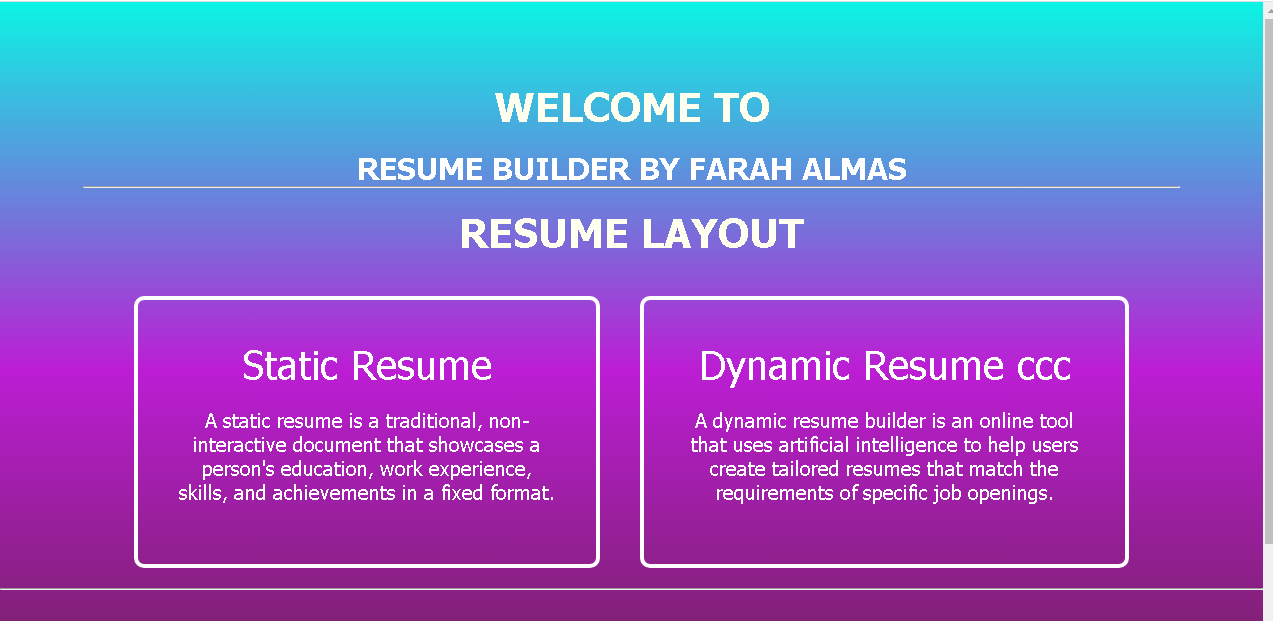 WELCOME TO
RESUME BUILDER BY FARAH ALMAS
RESUME LAYOUT
Static Resume
A static resume is a traditional, non-
interactive document that showcases a
person's education, work experience,
skills, and achievements in a fixed format.
Dynamic Resume ccc
A dynamic resume builder is an online tool
that uses artificial intelligence to help users
create tailored resumes that match the
requirements of specific job openings.